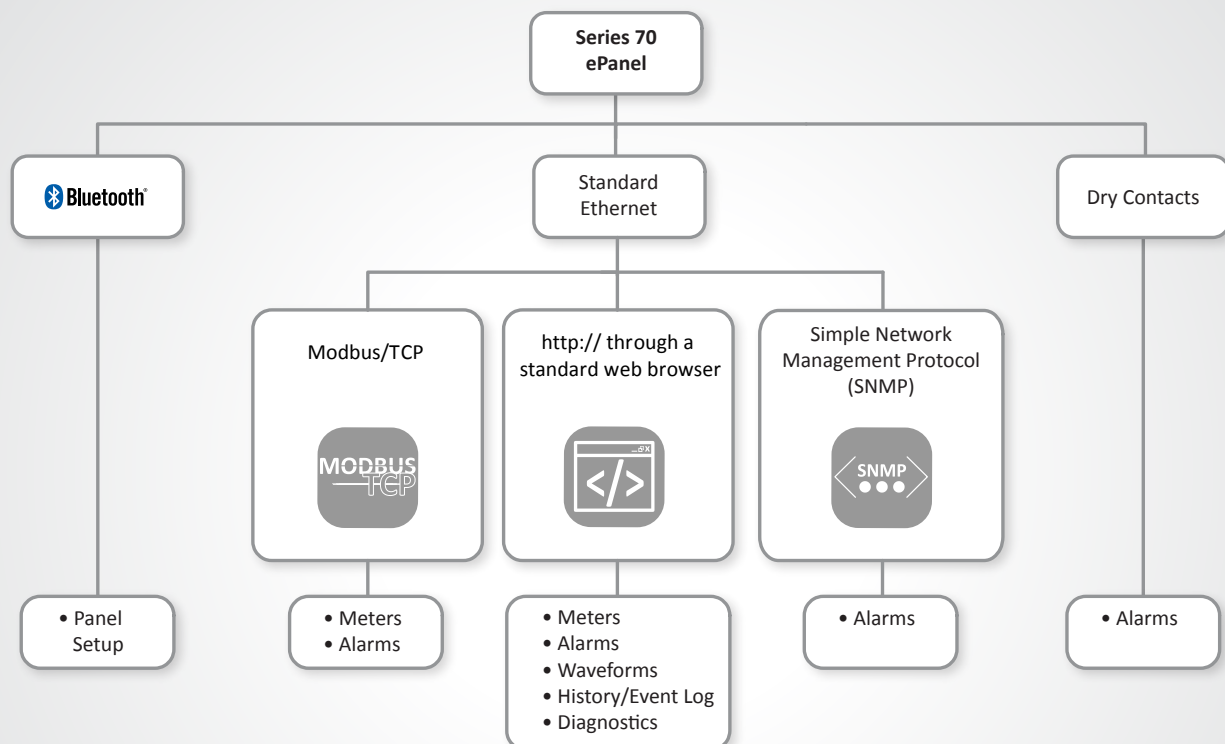 Series 70
ePanel
Bluetooth®
Standard
Ethernet
Dry Contacts
Modbus/TCP
MODBUS
TCP
http:// through a
standard web browser
...
X
</>
Simple Network
Management Protocol
(SNMP)
SNMP
• Panel
Setup
• Meters
• Alarms
• Meters
• Alarms
• Waveforms
• History/Event Log
• Diagnostics
• Alarms
• Alarms